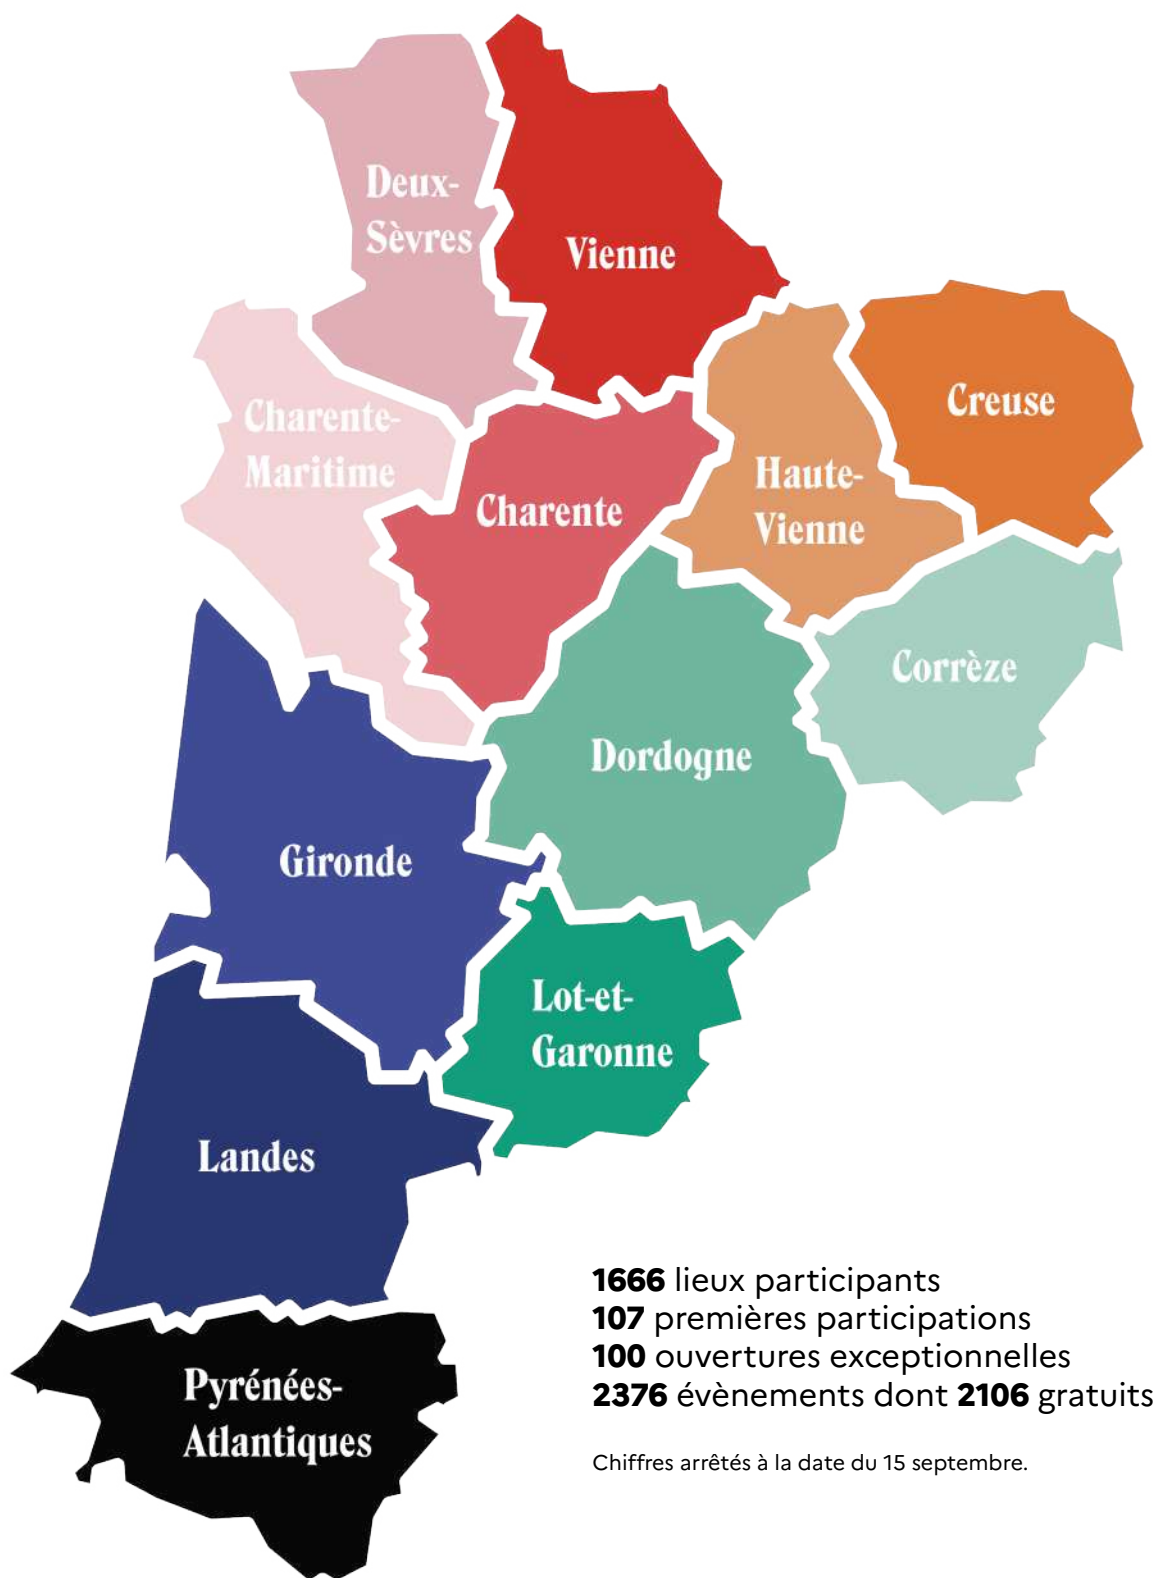 Deux-
Sèvres
Vienne
Charente-
Maritime
Creuse
Haute-
Vienne
Charente
Corrèze
Dordogne
Gironde
Lot-et-
Garonne
Landes
Pyrénées-
Atlantiques
1666 lieux participants
107 premières participations
100 ouvertures exceptionnelles
2376 évènements dont 2106 gratuits
Chiffres arrêtés à la date du 15 septembre.